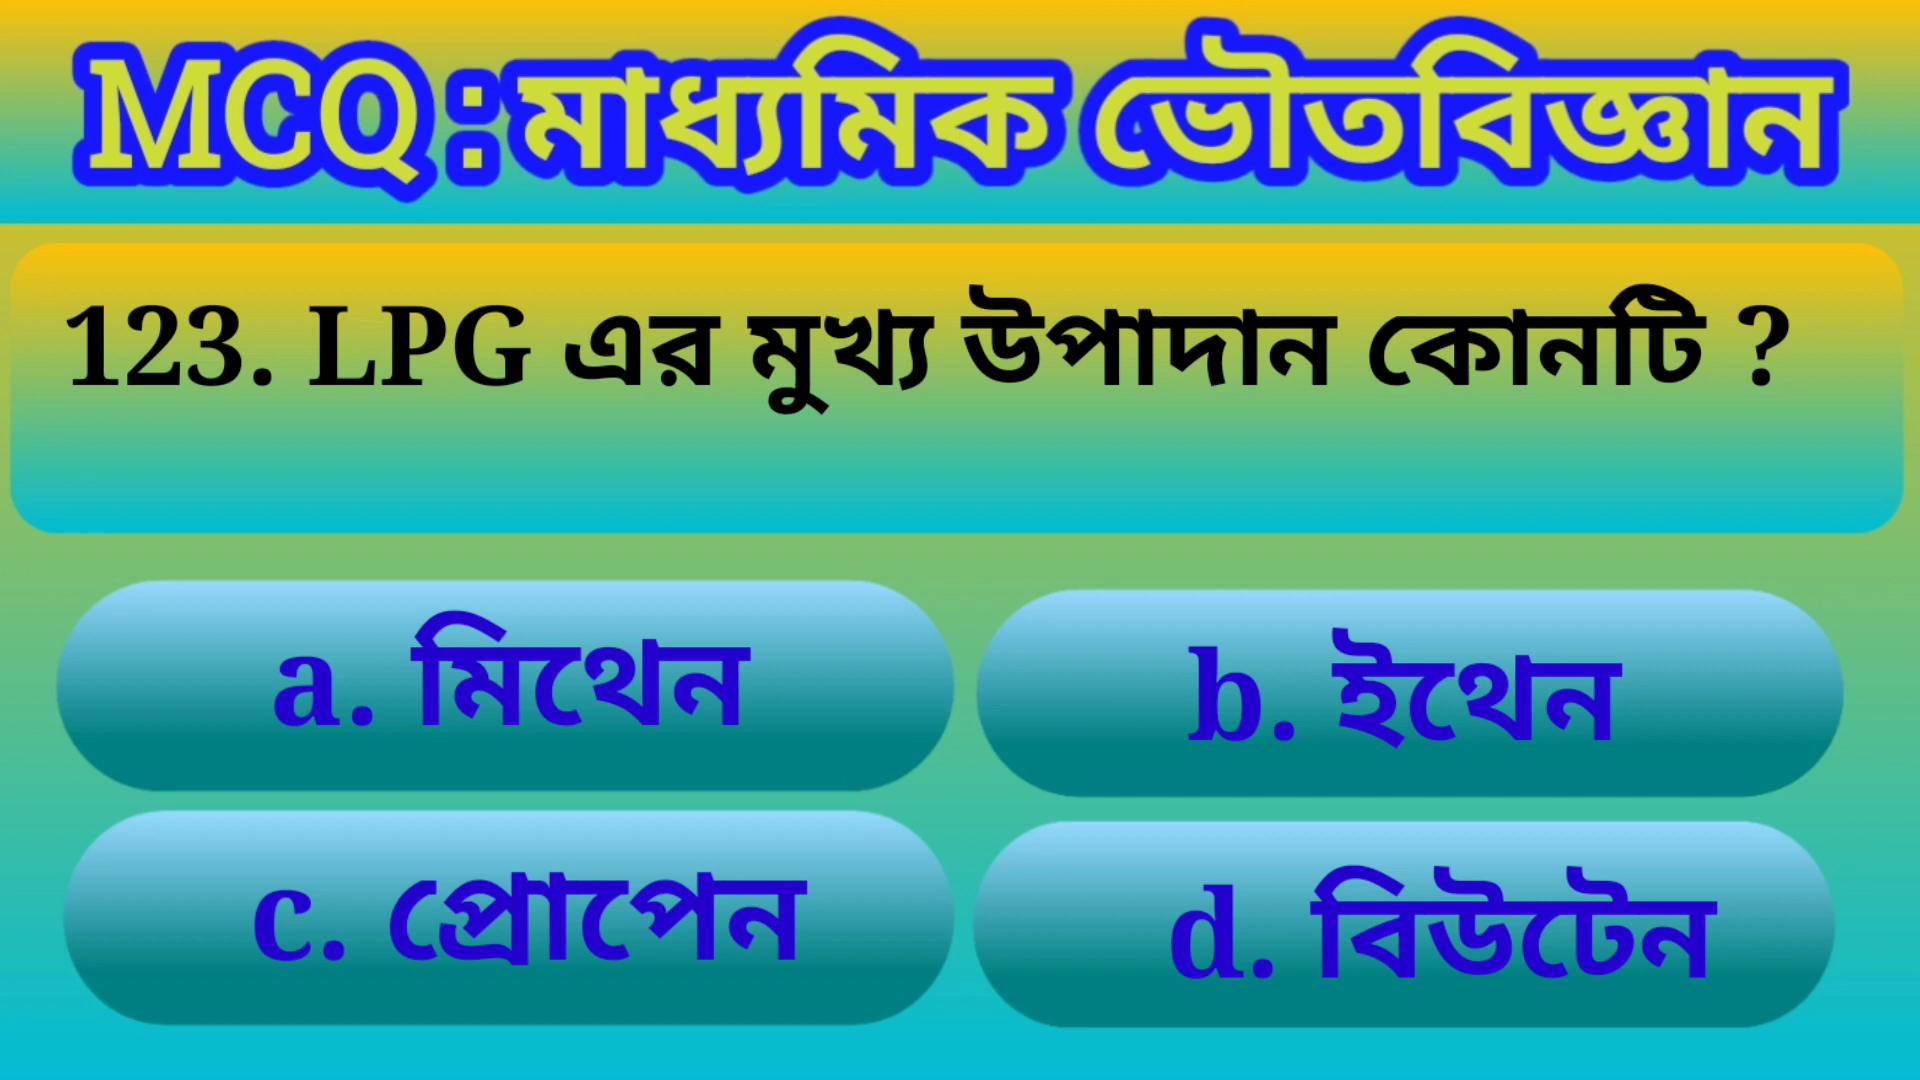 MCQ : মাধ্যমিক ভৌতবিজ্ঞান
123. LPG এর মুখ্য উপাদান কোনটি ?
a. মিথেন
b. ইথেন
c. প্রোপেন
d. বিউটেন